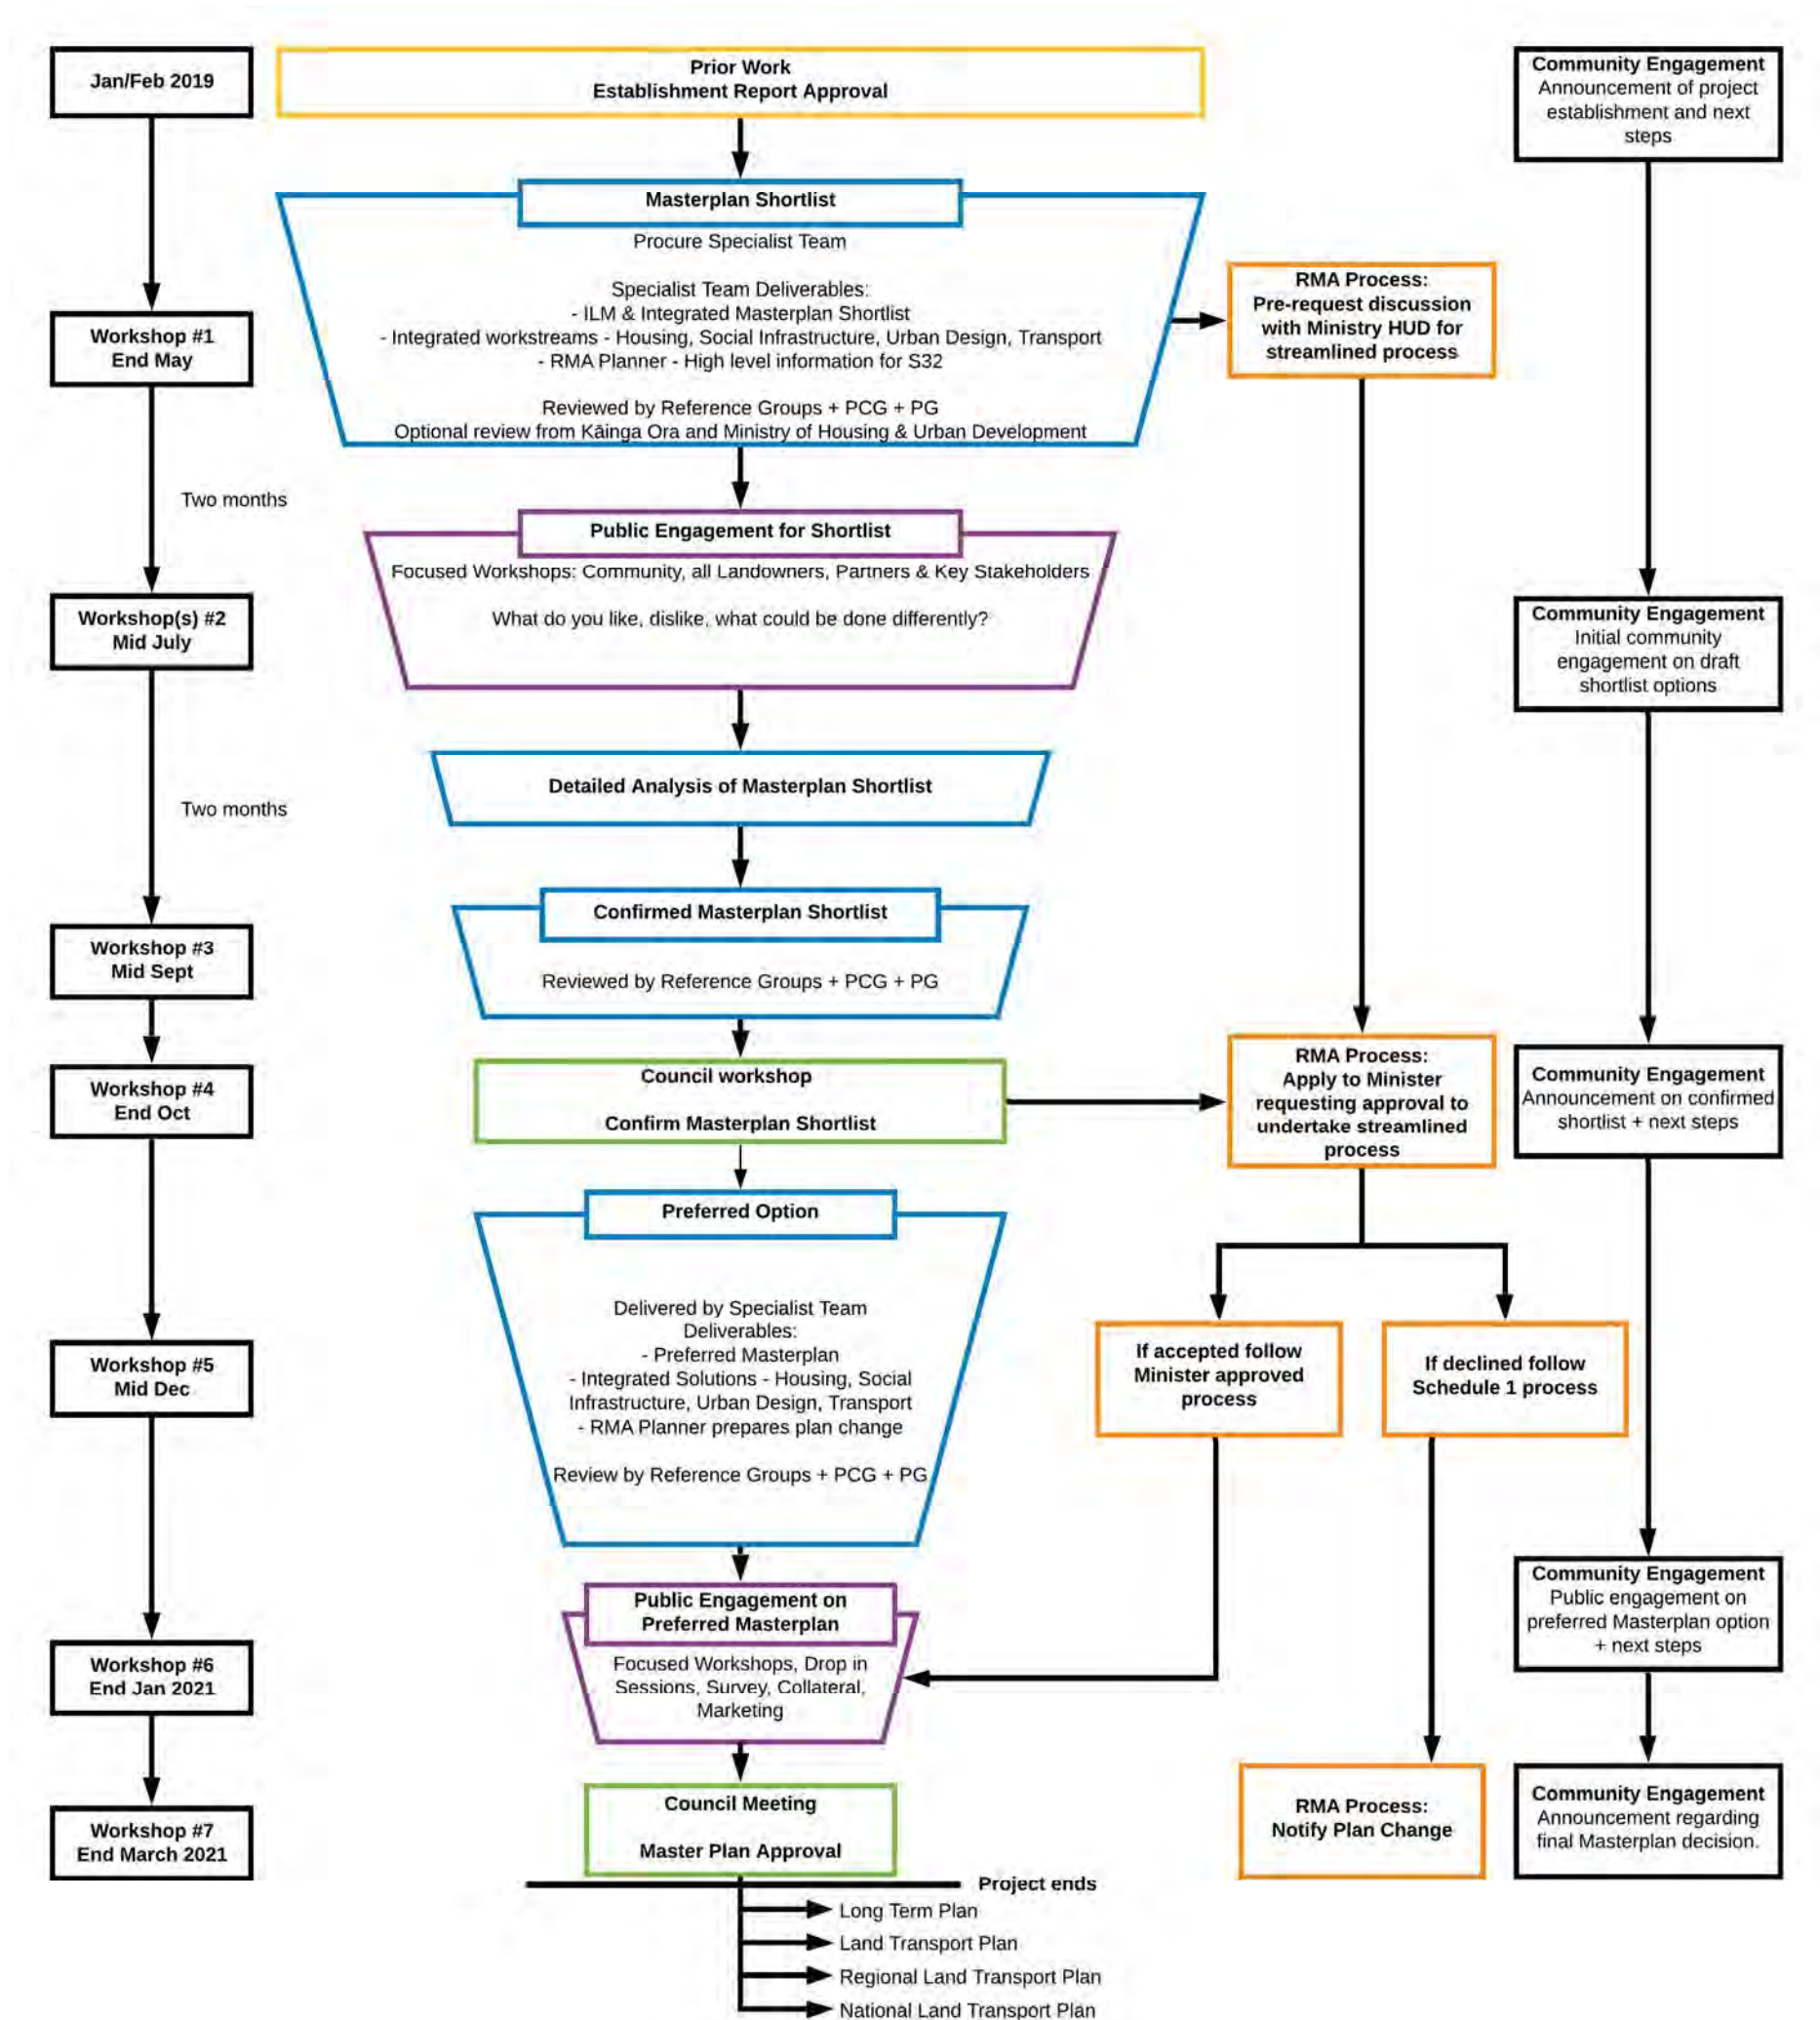 Jan/Feb 2019
Workshop #1
End May
Two months
Workshop(s) #2
Mid July
Two months
Workshop #3
Mid Sept
Workshop #4
End Oct
Workshop #5
Mid Dec
Workshop #6
End Jan 2021
Workshop #7
End March 2021
Prior Work
Establishment Report Approval
Masterplan Shortlist
Procure Specialist Team
Specialist Team Deliverables:
- ILM & Integrated Masterplan Shortlist
- Integrated workstreams - Housing, Social Infrastructure, Urban Design, Transport
- RMA Planner - High level information for S32
Reviewed by Reference Groups + PCG + PG
Optional review from Kāinga Ora and Ministry of Housing & Urban Development
Public Engagement for Shortlist
Focused Workshops: Community, all Landowners, Partners & Key Stakeholders
What do you like, dislike, what could be done differently?
Detailed Analysis of Masterplan Shortlist
Confirmed Masterplan Shortlist
Reviewed by Reference Groups + PCG + PG
Council workshop
Confirm Masterplan Shortlist
Preferred Option
Delivered by Specialist Team
Deliverables:
- Preferred Masterplan
- Integrated Solutions - Housing, Social
Infrastructure, Urban Design, Transport
- RMA Planner prepares plan change
Review by Reference Groups + PCG + PG
Public Engagement on
Preferred Masterplan
Focused Workshops, Drop in
Sessions, Survey, Collateral,
Marketing
Council Meeting
Master Plan Approval
Project ends
Long Term Plan
Land Transport Plan
Regional Land Transport Plan
National Land Transport Plan
RMA Process:
Pre-request discussion
with Ministry HUD for
streamlined process
RMA Process:
Apply to Minister
requesting approval to
undertake streamlined
process
If accepted follow
Minister approved
process
If declined follow
Schedule 1 process
RMA Process:
Notify Plan Change
Community Engagement
Announcement of project
establishment and next
steps
Community Engagement
Initial community
engagement on draft
shortlist options
Community Engagement
Announcement on confirmed
shortlist + next steps
Community Engagement
Public engagement on
preferred Masterplan option
+ next steps
Community Engagement
Announcement regarding
final Masterplan decision.